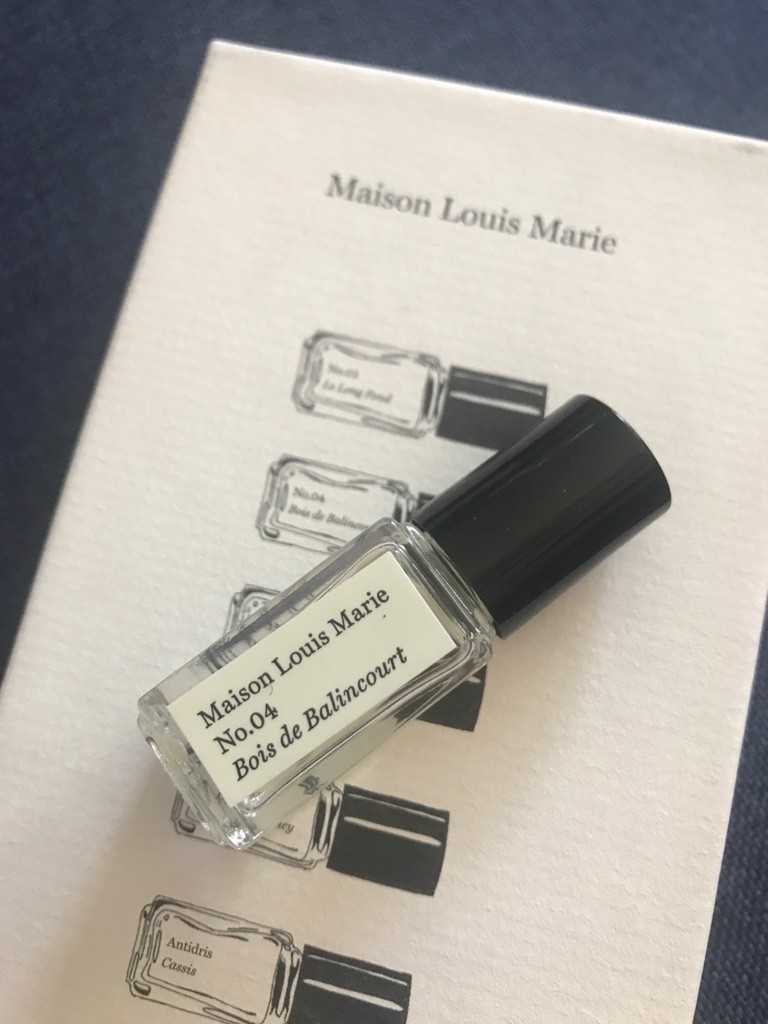 Maison Louis Marie
No.03
Le Long Fond
No.04
Bois de
Maison Louis Marie
No.04
Bois de Balincourt
Antidris
Cassis